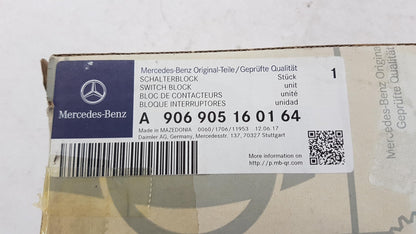 Mercedes-Benz Original-Teile/Geprüfte Qualität
SCHALTERBLOCK Stück 1
SWITCH BLOCK unit
BLOC DE CONTACTEURS unité
BLOQUE INTERRUPTORES unidad
Mercedes-Benz
A 906 905 16 01 64
Made in MAZEDONIA 0060/1706/11953 12.06.17
Daimler AG, Germany, Mercedesstr. 137, 70327 Stuttgart
More information on
http://p.mb-qr.com